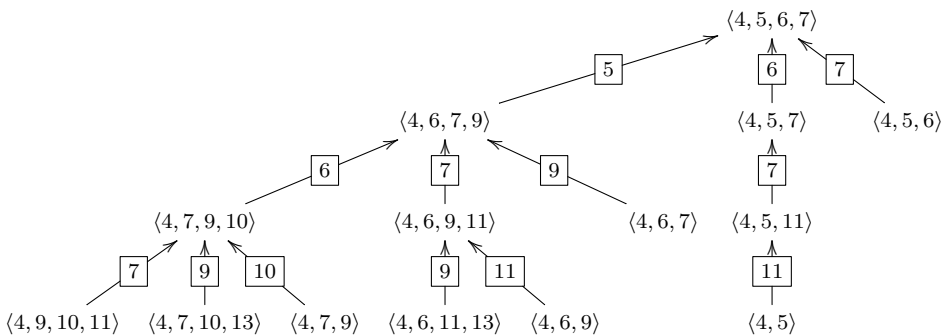 ⟨4, 5, 6, 7⟩
5 6 7
⟨4, 6, 7, 9⟩ ⟨4, 5, 7⟩ ⟨4, 5, 6⟩
6 7 9 7
⟨4, 7, 9, 10⟩ ⟨4, 6, 9, 11⟩ ⟨4, 6, 7⟩ ⟨4, 5, 11⟩
7 9 10 9 11 11
⟨4, 9, 10, 11⟩ ⟨4, 7, 10, 13⟩ ⟨4, 7, 9⟩ ⟨4, 6, 11, 13⟩ ⟨4, 6, 9⟩ ⟨4, 5⟩